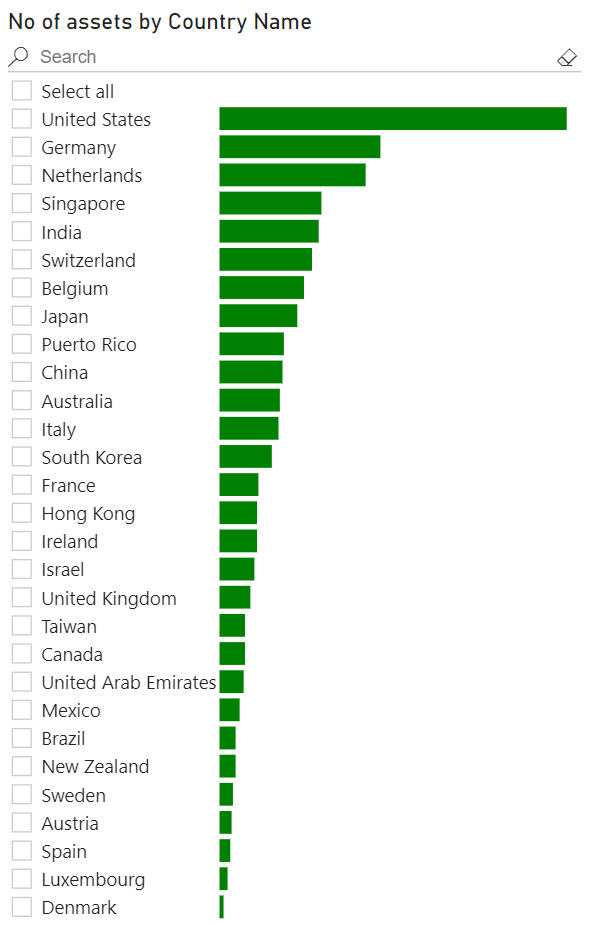 No of assets by Country Name
Search
Select all
United States
Germany
Netherlands
Singapore
India
Switzerland
Belgium
Japan
Puerto Rico
China
Australia
Italy
South Korea
France
Hong Kong
Ireland
Israel
United Kingdom
Taiwan
Canada
United Arab Emirates
Mexico
Brazil
New Zealand
Sweden
Austria
Spain
Luxembourg
Denmark